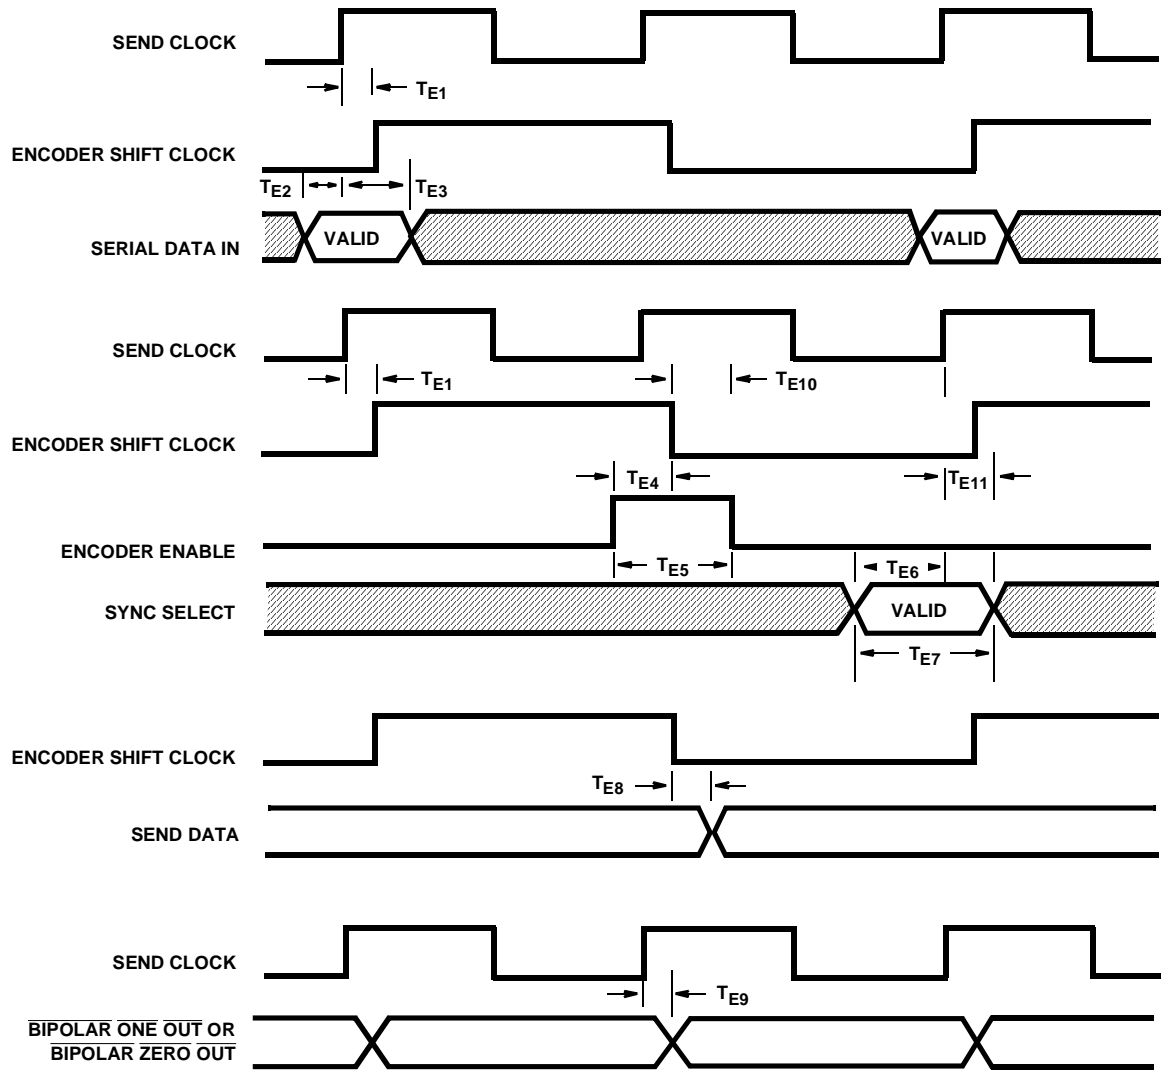 SEND CLOCK
TE1
ENCODER SHIFT CLOCK
TE2
TE3
SERIAL DATA IN
VALID
VALID
SEND CLOCK
TE1
TE10
ENCODER SHIFT CLOCK
TE4
TE11
ENCODER ENABLE
TE5
TE6
SYNC SELECT
VALID
TE7
ENCODER SHIFT CLOCK
TE8
SEND DATA
SEND CLOCK
TE9
BIPOLAR ONE OUT OR
BIPOLAR ZERO OUT